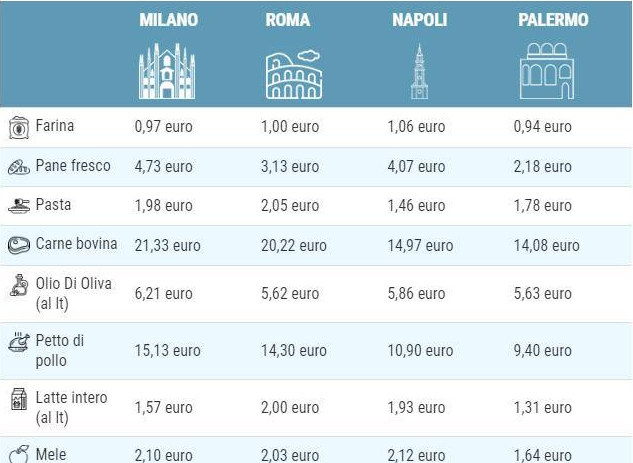 MILANO ROMA NAPOLI PALERMO
Farina 0,97 euro 1,00 euro 1,06 euro 0,94 euro
Pane fresco 4,73 euro 3,13 euro 4,07 euro 2,18 euro
Pasta 1,98 euro 2,05 euro 1,46 euro 1,78 euro
Carne bovina 21,33 euro 20,22 euro 14,97 euro 14,08 euro
Olio Di Oliva
(al lt) 6,21 euro 5,62 euro 5,86 euro 5,63 euro
Petto di
pollo 15,13 euro 14,30 euro 10,90 euro 9,40 euro
Latte intero
(al lt) 1,57 euro 2,00 euro 1,93 euro 1,31 euro
Mele 2,10 euro 2,03 euro 2,12 euro 1,64 euro